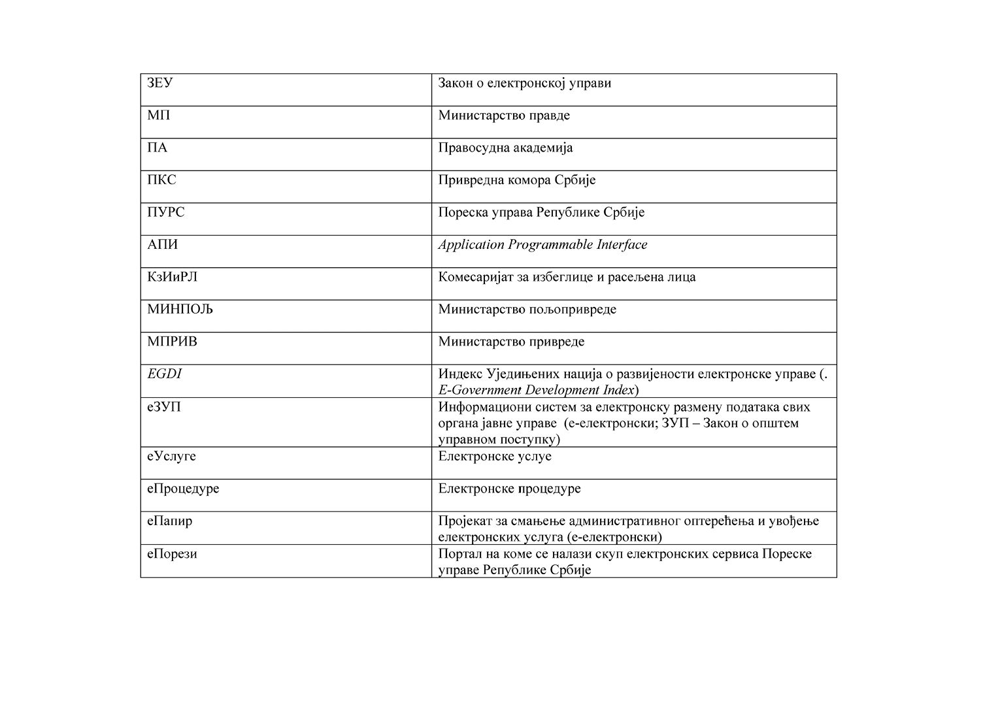 ЗЕУ Закон о електронској управи
МП Министарство правде
ПА Правосудна академија
ПКС Привредна комора Србије
ПУРС Пореска управа Републике Србије
АПИ Application Programmable Interface
КзИиРЛ Комесаријат за избеглице и расељена лица
МИНПОЉ Министарство пољопривреде
МПРИВ Министарство привреде
EGDI Индекс Уједињених нација о развијености електронске управе (.
E-Government Development Index)
еЗУП Информациони систем за електронску размену података свих
органа јавне управе (е-електронски; ЗУП – Закон о општем
управном поступку)
еУслуге Електронске услуе
еПроцедуре Електронске процедуре
еПапир Пројекат за смањење административног оптерећења и увођење
електронских услуга (е-електронски)
еПорези Портал на коме се налази скуп електронских сервиса Пореске
управе Републике Србије